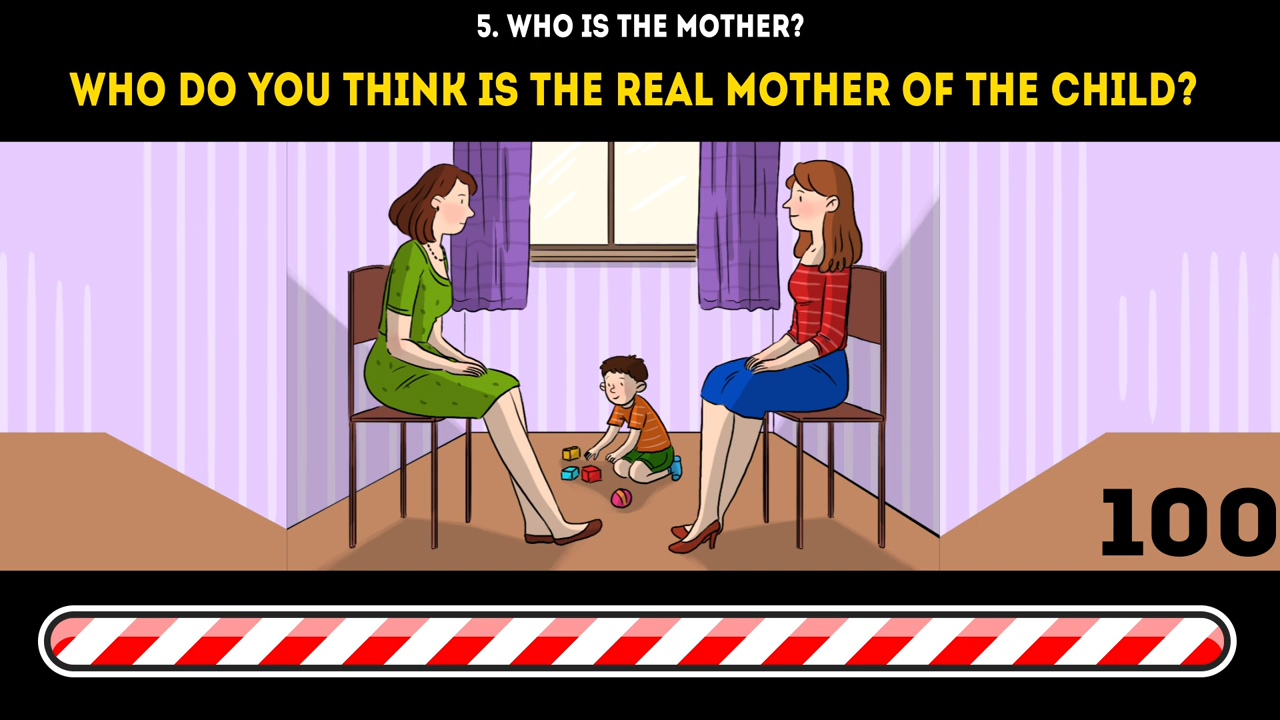 5. WHO IS THE MOTHER?
WHO DO YOU THINK IS THE REAL MOTHER OF THE CHILD?
100